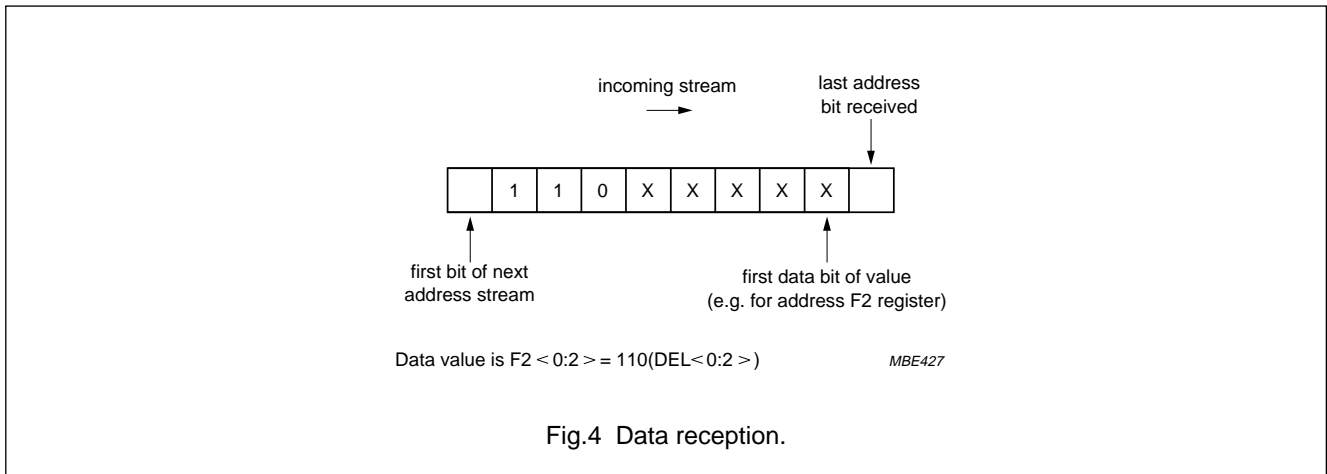 incoming stream
last address
bit received
1 1 0 X X X X X
first bit of next
address stream
first data bit of value
(e.g. for address F2 register)
Data value is F2 < 0:2 > = 110(DEL< 0:2 >)
MBE427
Fig.4 Data reception.